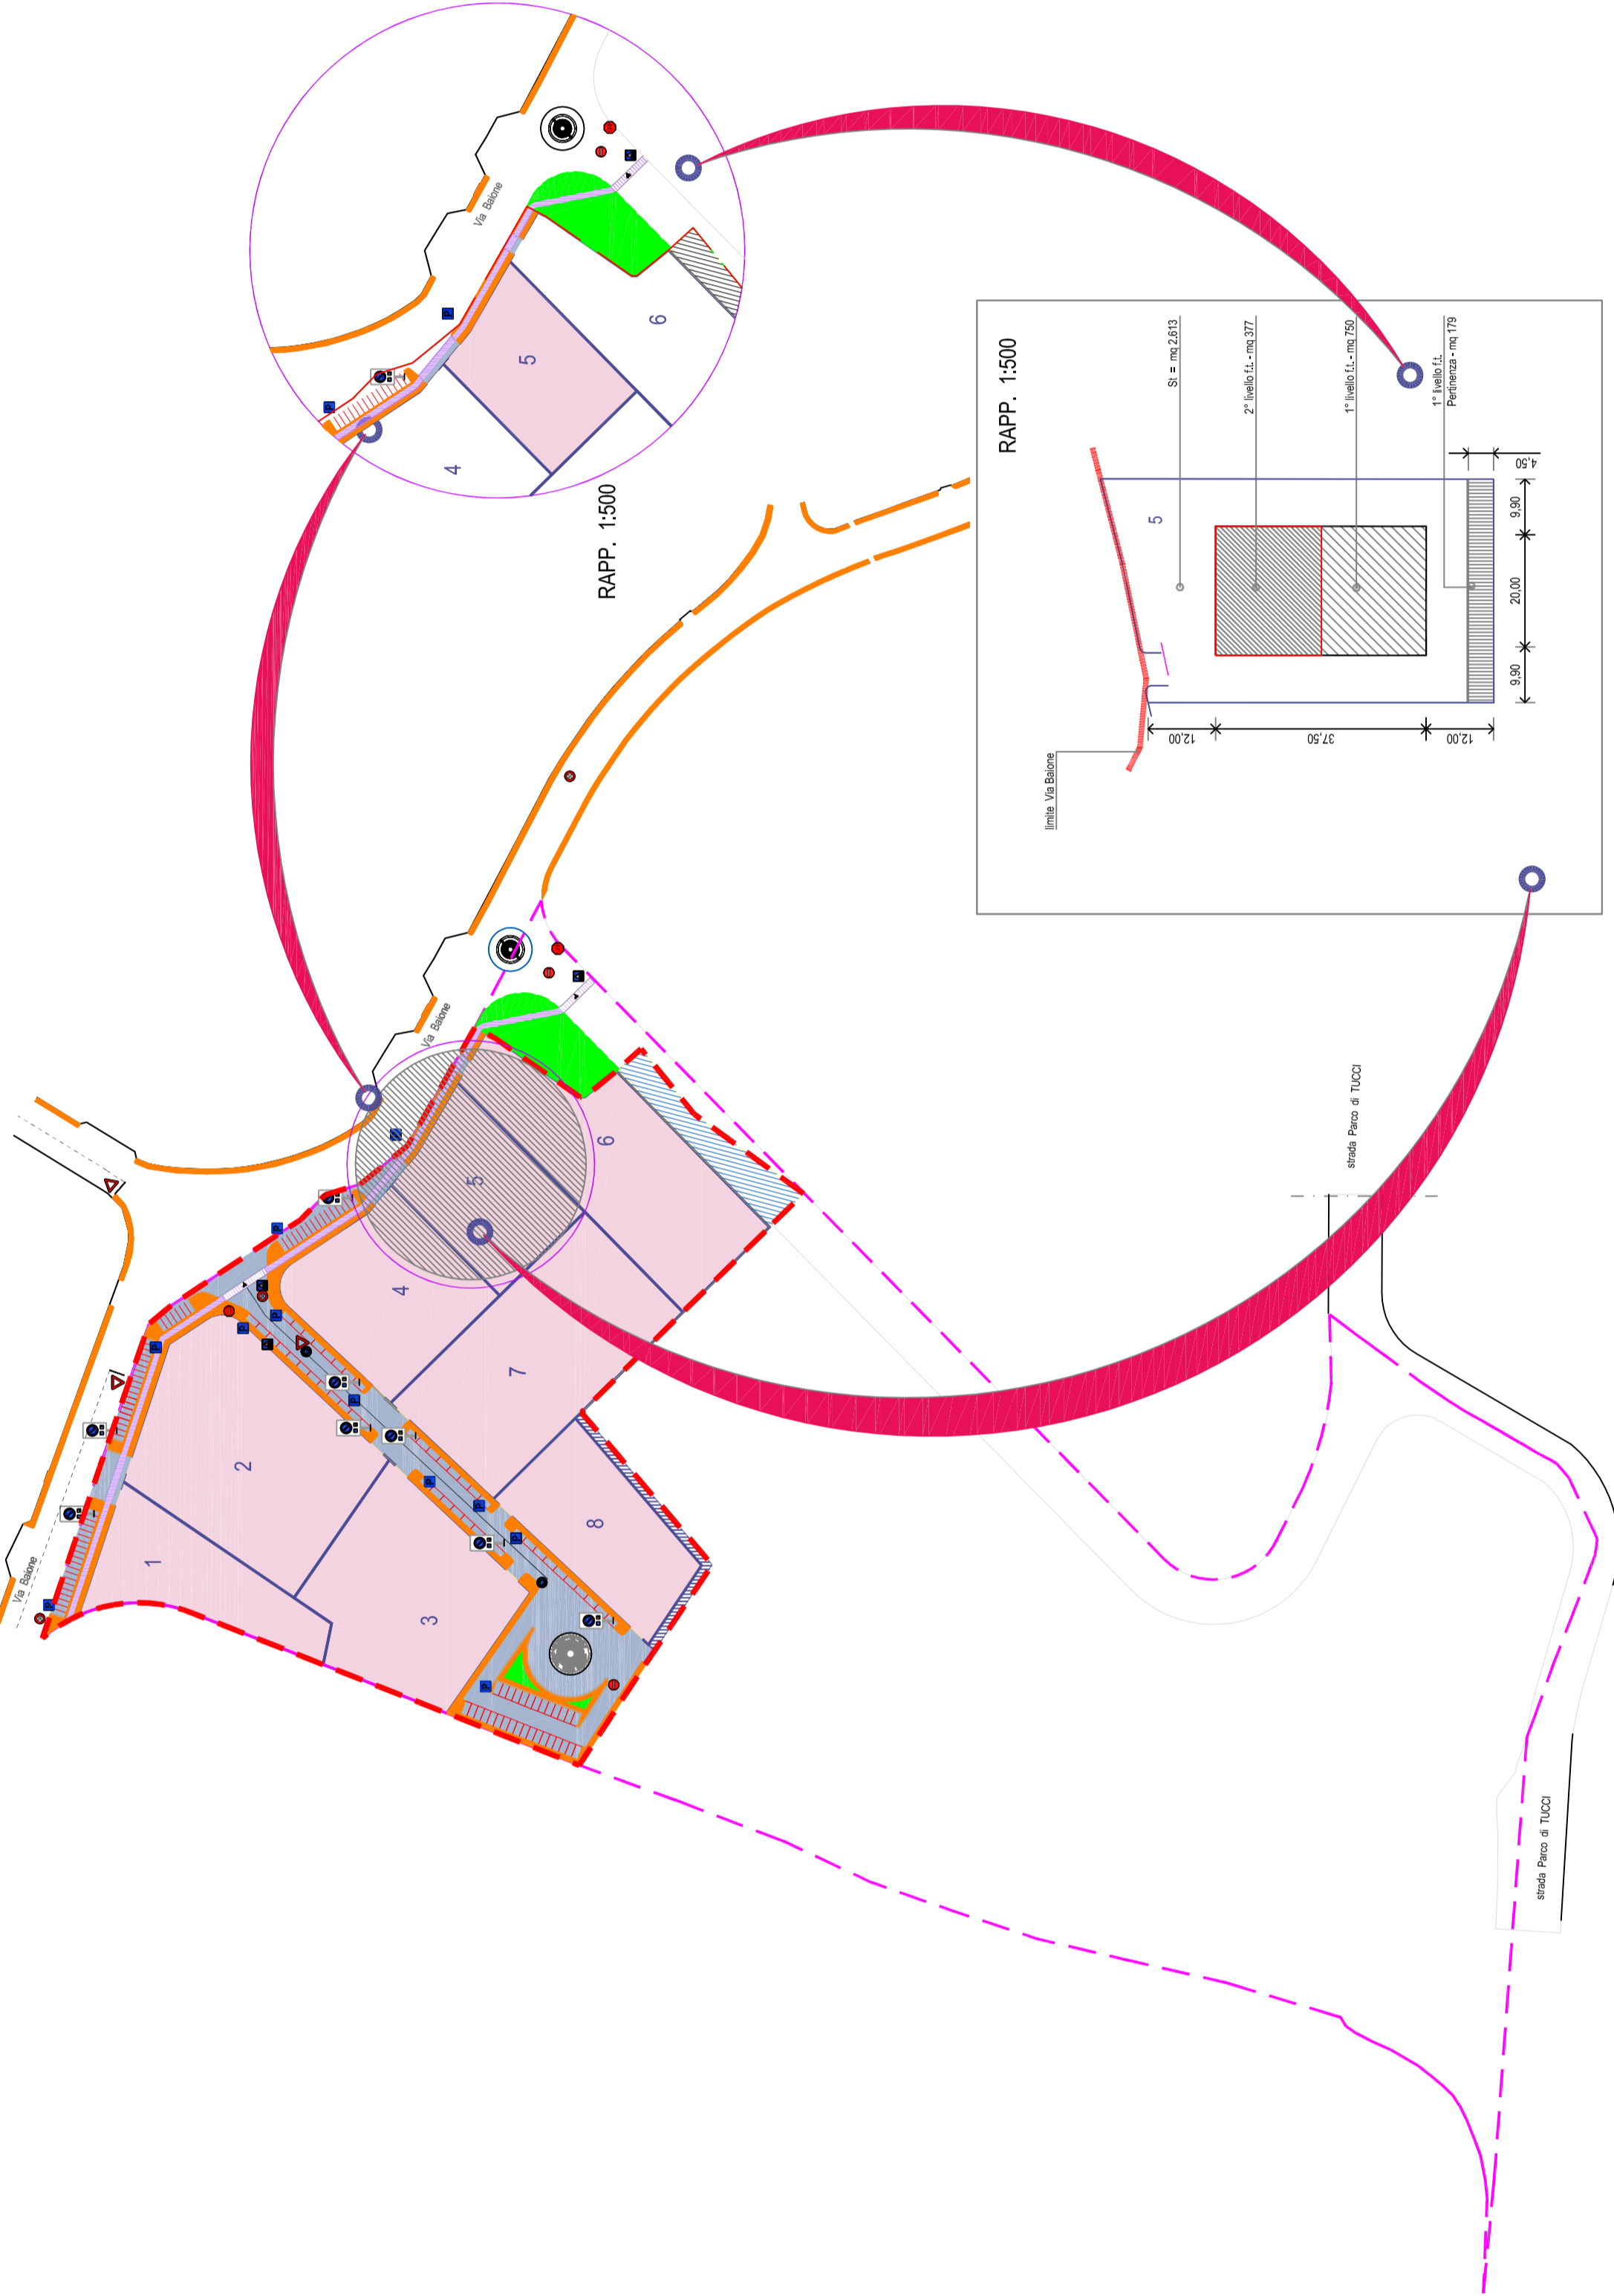 Via Baione
P
P
4
5
6
RAPP. 1:500
RAPP. 1:500
St = mq 2.613
2° livello f.t. - mq 377
1° livello f.t. - mq 750
1° livello f.t.
Pertinenza - mq 179
5
limite Via Baione
12,00
37,50
12,00
9,90
20,00
9,90
4,50
Via Baione
Via Baione
1
2
3
4
5
6
7
8
P
P
P
P
P
P
P
P
P
P
strada Parco di TUCCI
strada Parco di TUCCI